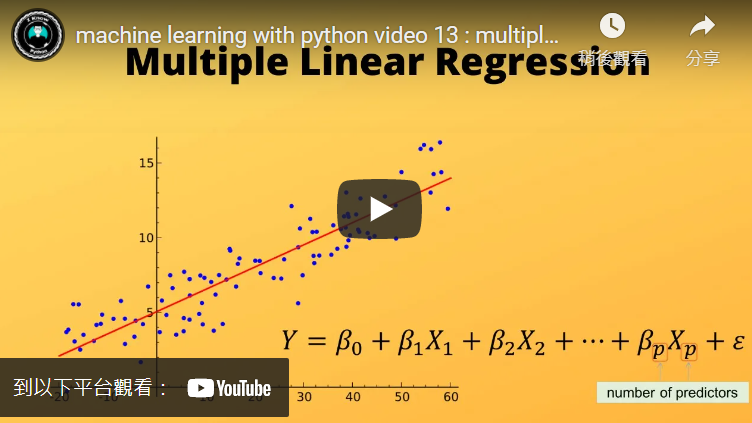 machine learning with python video 13 : multipl...
稍後觀看
分享
Multiple Linear Regression
15
10
5
Y = β₀ + β₁X₁ + β₂X₂ + ⋯ + βₚXₚ + ε
number of predictors
到以下平台觀看：
YouTube
30
40
50
60